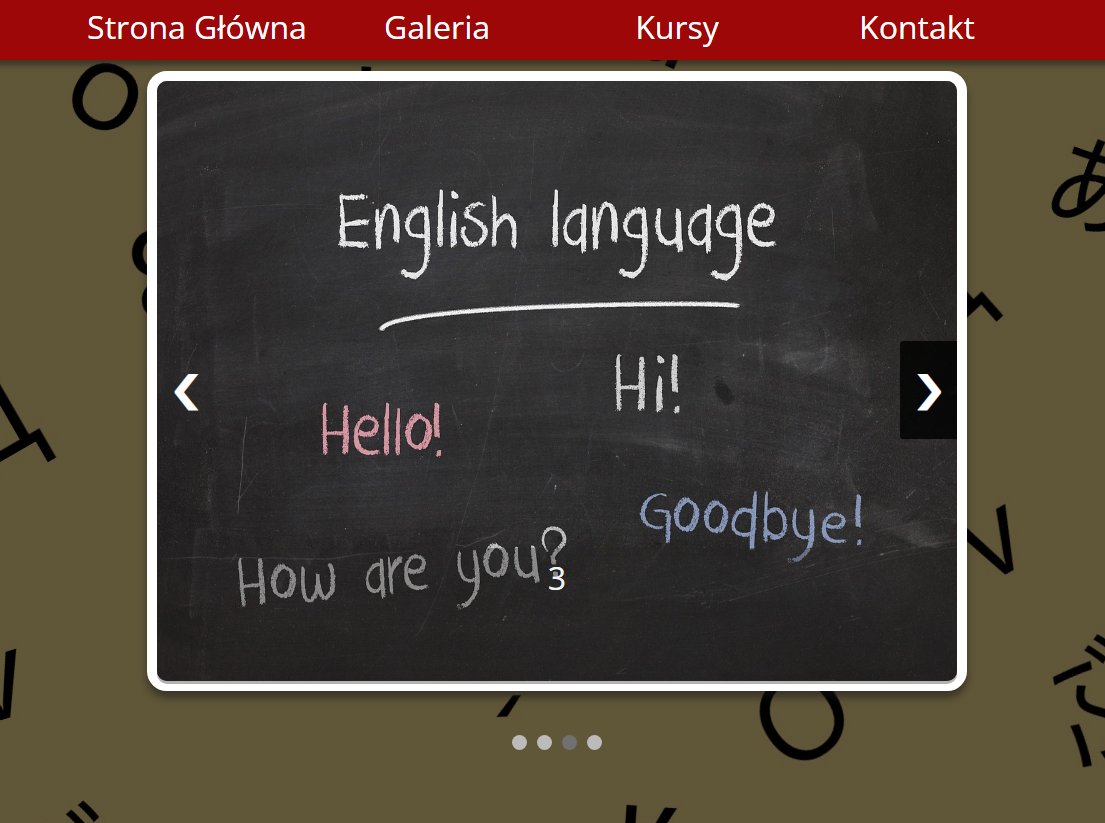 Strona Główna Galeria Kursy Kontakt
English language
Hi!
Hello!
Goodbye!
How are you?
3